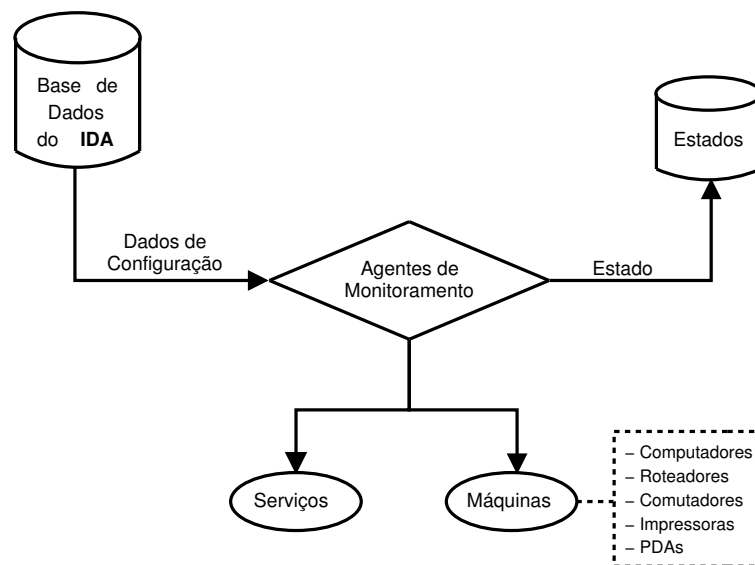 Base de
Dados
do IDA
Estados
Dados de
Configuração
Agentes de
Monitoramento
Estado
Serviços
Máquinas
– Computadores
– Roteadores
– Comutadores
– Impressoras
– PDAs